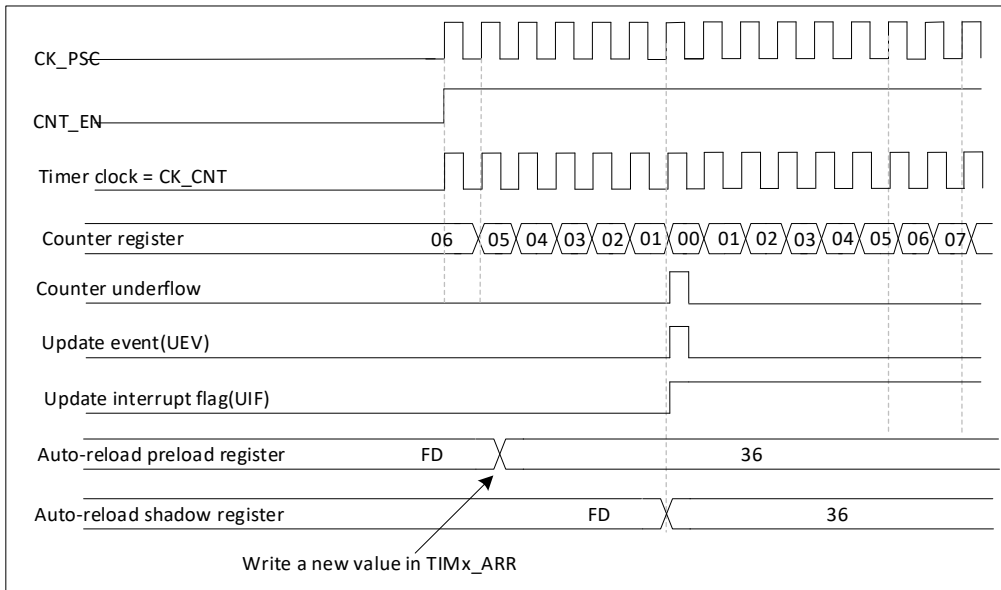 CK_PSC
CNT_EN
Timer clock = CK_CNT
Counter register 06 05 04 03 02 01 00 01 02 03 04 05 06 07
Counter underflow
Update event(UEV)
Update interrupt flag(UIF)
Auto-reload preload register FD 36
Auto-reload shadow register FD 36
Write a new value in TIMx_ARR